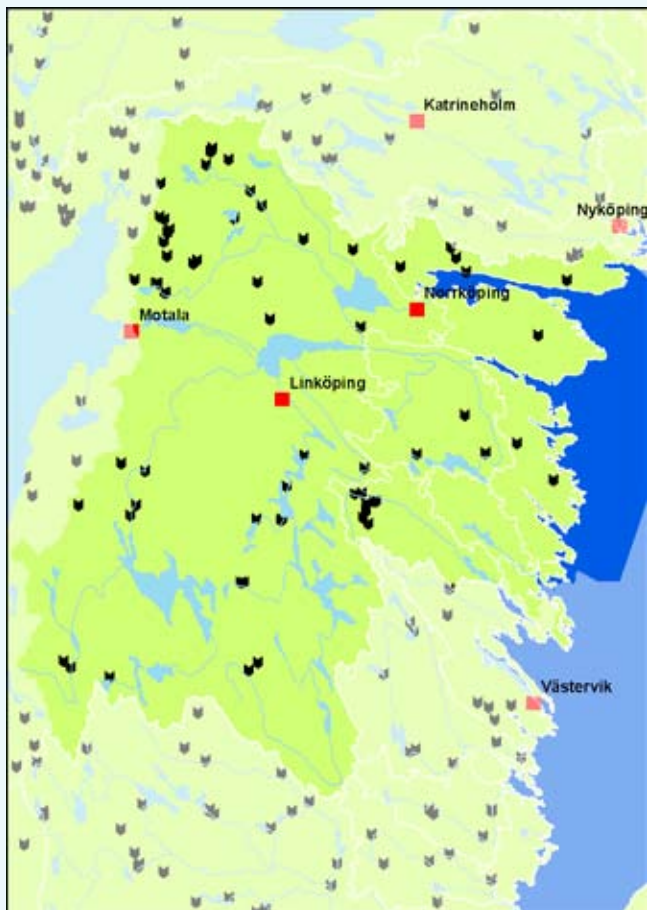 Katrineholm
Nyköping
Norrköping
Motala
Linköping
Västervik